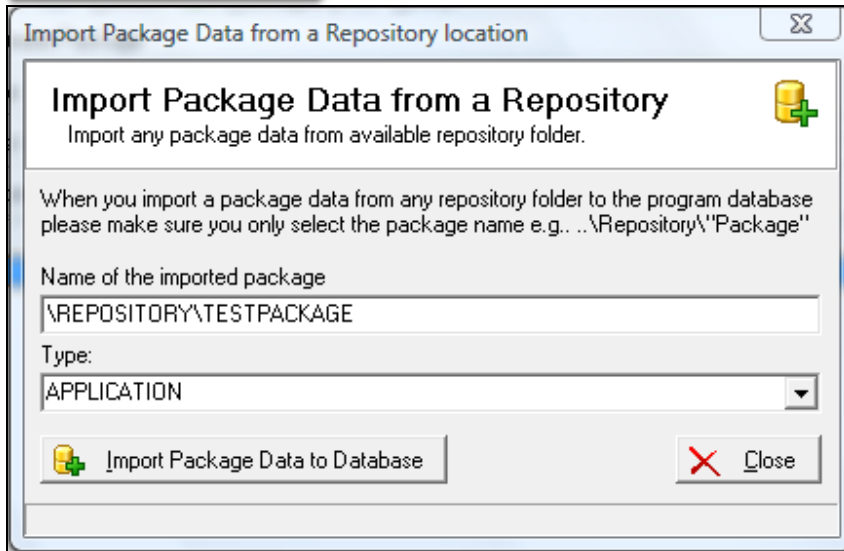 Import Package Data from a Repository location
Import Package Data from a Repository
Import any package data from available repository folder.
When you import a package data from any repository folder to the program database
please make sure you only select the package name e.g.. ..\Repository\"Package"
Name of the imported package
\REPOSITORY\TESTPACKAGE
Type:
APPLICATION
Import Package Data to Database
Close